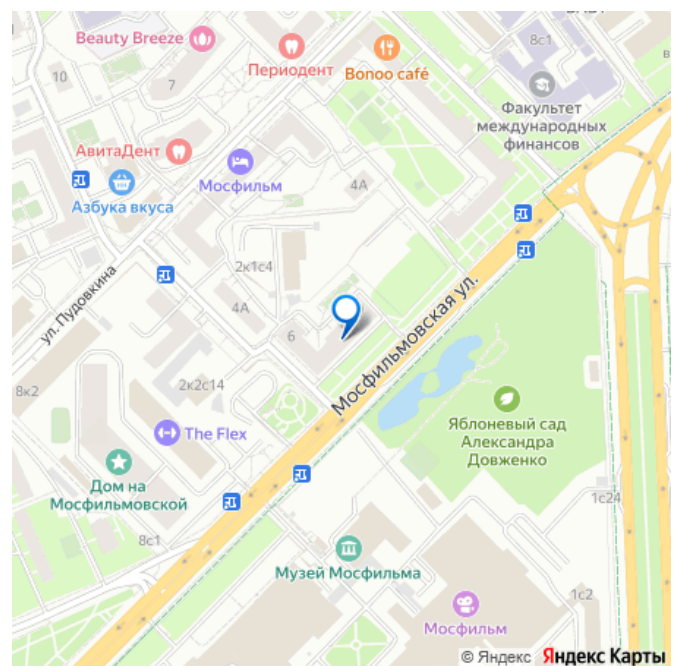 Beauty Breeze
8с1
10
Периодент
7
Bonoo café
Факультет
международных
финансов
АвитаДент
Мосфильм
4А
Азбука вкуса
2к1с4
ул. Пудовкина
4А
6
Мосфильмовская ул.
8к2
2к2с14
Яблоневый сад
Александра
Довженко
The Flex
Дом на
Мосфильмовской
1с24
8с1
Музей Мосфильма
1с2
Мосфильм
© Яндекс Яндекс Карты